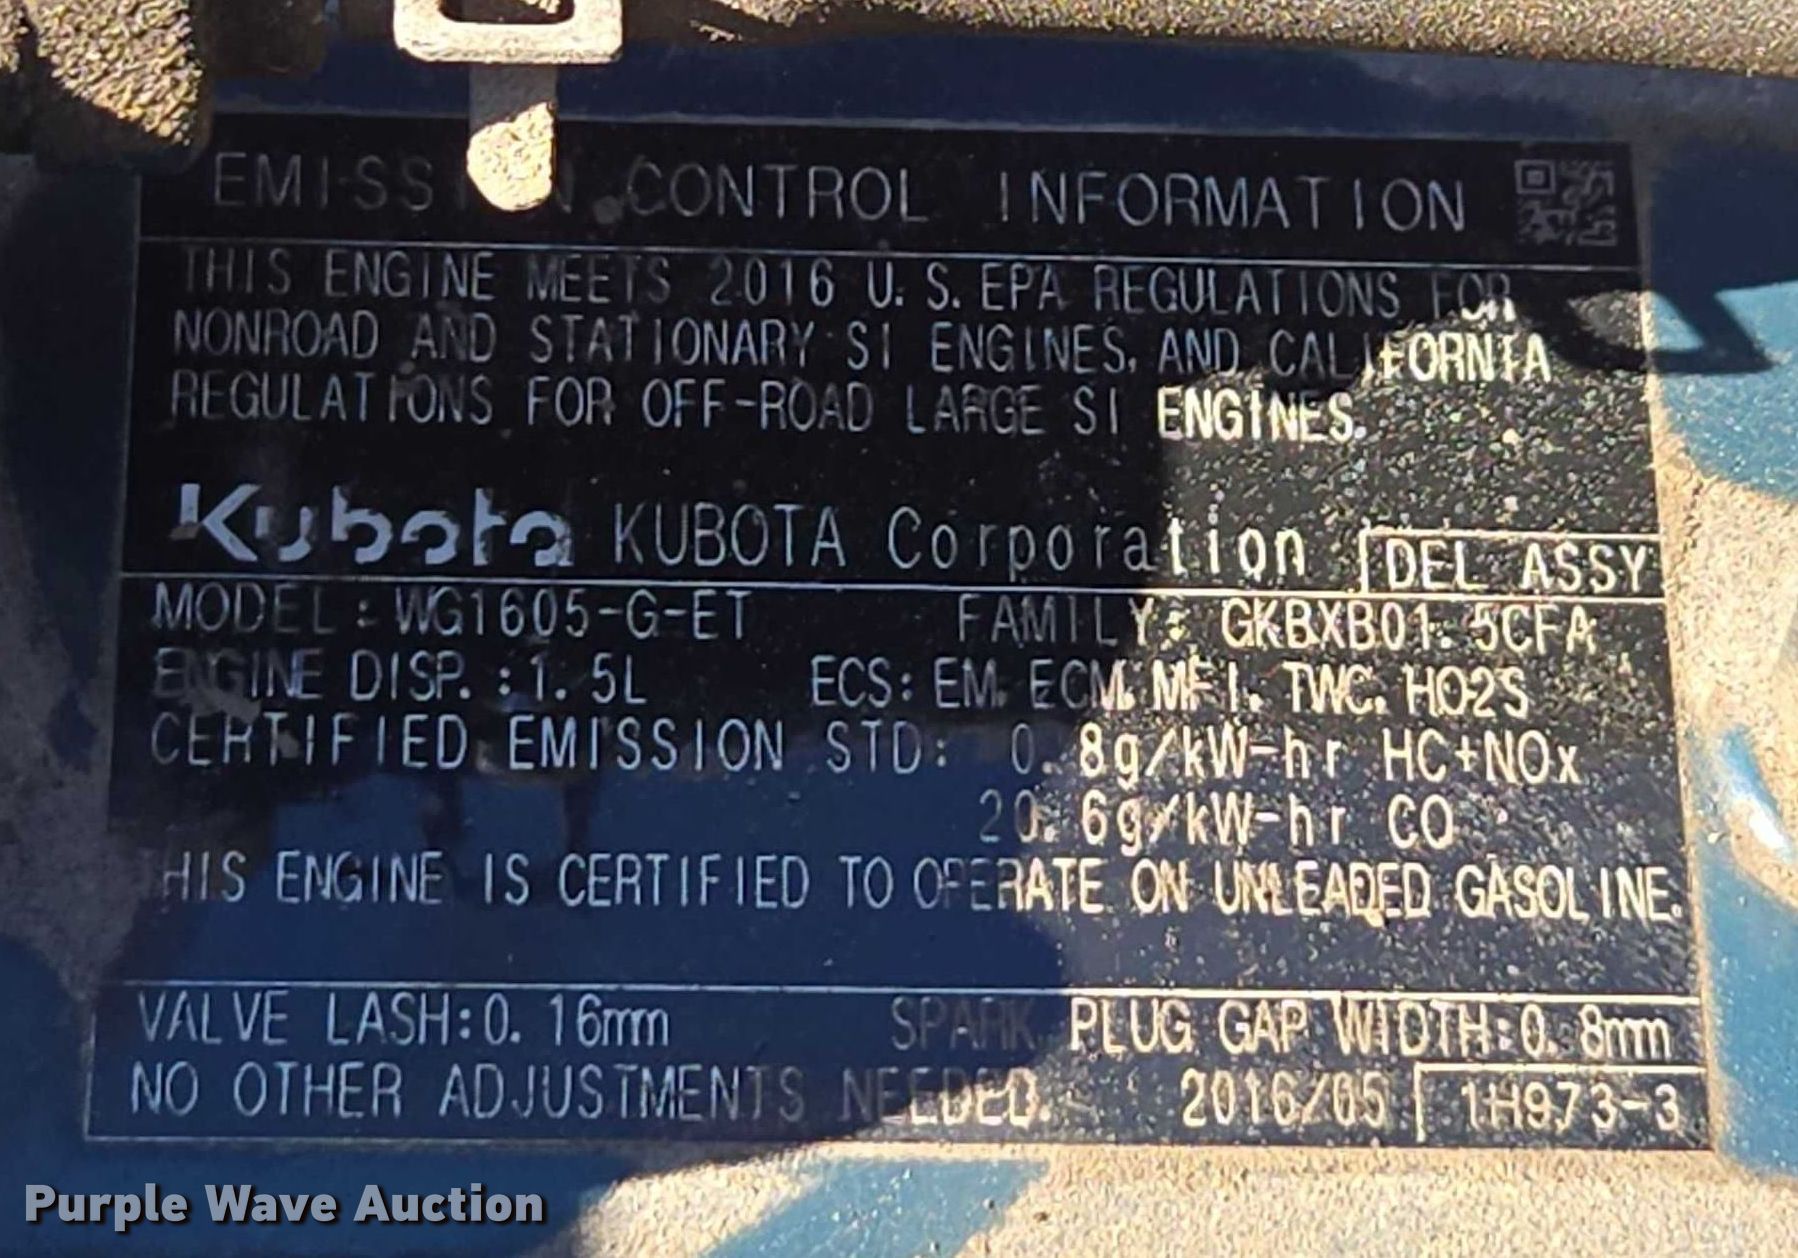 EMISSION CONTROL INFORMATION
THIS ENGINE MEETS 2016 U.S. EPA REGULATIONS FOR
NONROAD AND STATIONARY SI ENGINES, AND CALIFORNIA
REGULATIONS FOR OFF-ROAD LARGE SI ENGINES.
Kubota KUBOTA Corporation DEL ASSY
MODEL : WG1605-G-ET FAMILY: GKBXB01.5CFA
ENGINE DISP. : 1.5L ECS: EM, ECM, MFI, TWC, HO2S
CERTIFIED EMISSION STD: 0.8g/kW-hr HC+NOx
20.6g/kW-hr CO
THIS ENGINE IS CERTIFIED TO OPERATE ON UNLEADED GASOLINE.
VALVE LASH:0.16mm SPARK PLUG GAP WIDTH:0.8mm
NO OTHER ADJUSTMENTS NEEDED. 2016/05 1H973-3
Purple Wave Auction